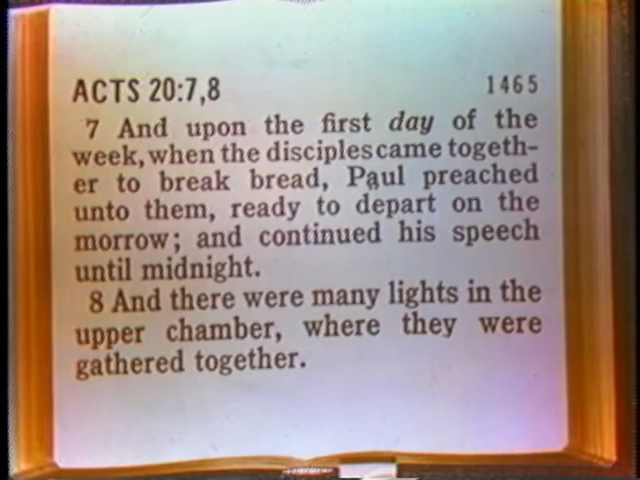 ACTS 20:7,8 1465
7 And upon the first day of the
week, when the disciples came togeth-
er to break bread, Paul preached
unto them, ready to depart on the
morrow; and continued his speech
until midnight.
8 And there were many lights in the
upper chamber, where they were
gathered together.